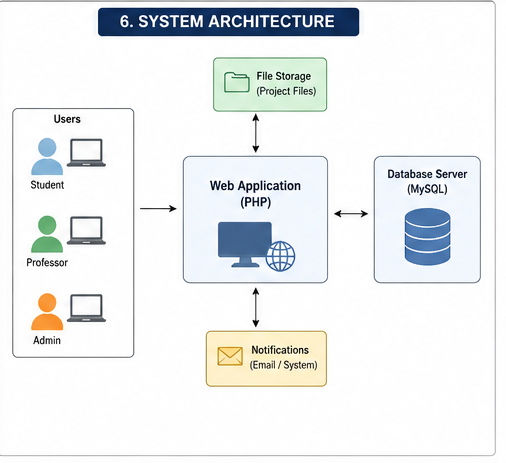 6. SYSTEM ARCHITECTURE
File Storage
(Project Files)
Users
Student
Professor
Admin
Web Application
(PHP)
Database Server
(MySQL)
Notifications
(Email / System)